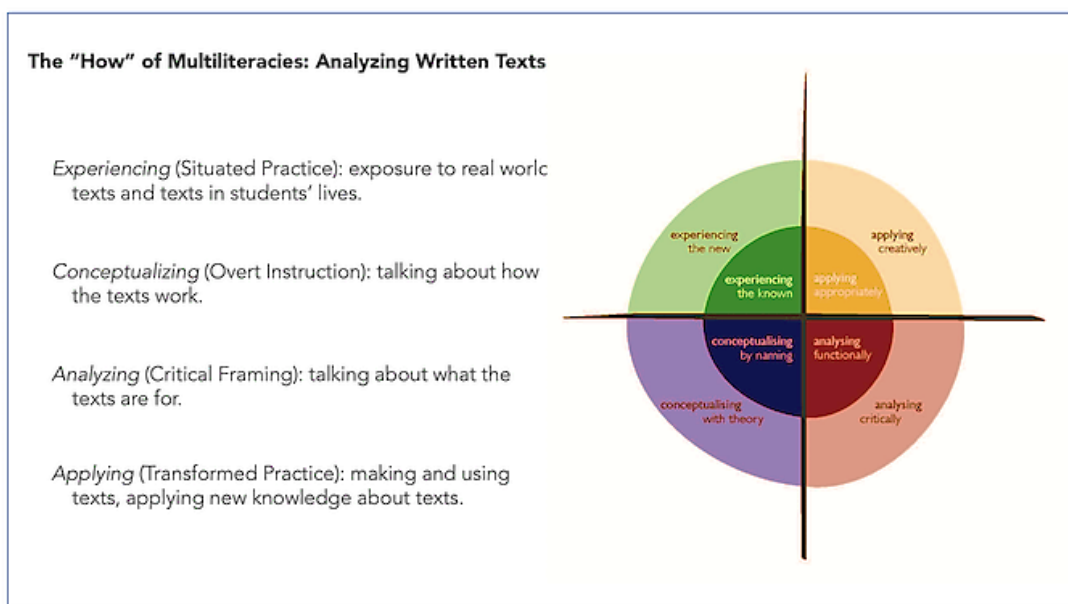 The “How” of Multiliteracies: Analyzing Written Texts
Experiencing (Situated Practice): exposure to real world
texts and texts in students’ lives.
Conceptualizing (Overt Instruction): talking about how
the texts work.
Analyzing (Critical Framing): talking about what the
texts are for.
Applying (Transformed Practice): making and using
texts, applying new knowledge about texts.
experiencing
the new
experiencing
the known
applying
creatively
applying
appropriately
conceptualising
by naming
conceptualising
with theory
analysing
functionally
analysing
critically